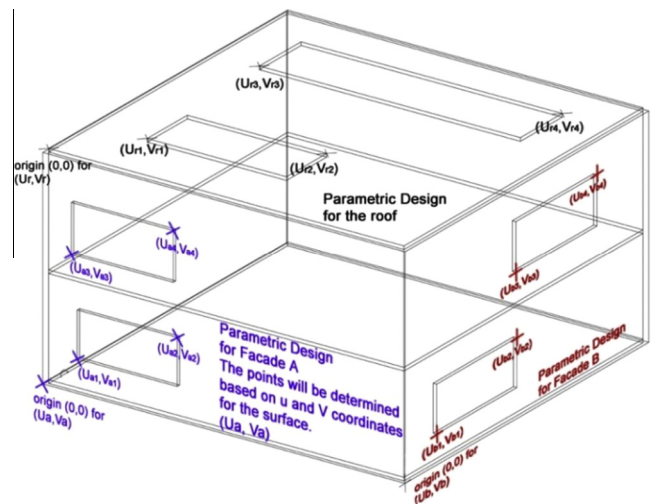 (Ur3,Vr3)
(Ur4,Vr4)
(Ur1,Vr1)
(Ur2,Vr2)
origin (0,0) for
(Ur,Vr)
Parametric Design
for the roof
(Ub4, Vb4)
(Ub3, Vb3)
(Ua4,Va4)
(Ua3,Va3)
(Ua2,Va2)
(Ua1,Va1)
Parametric Design
for Facade A
The points will be determined
based on u and V coordinates
for the surface.
(Ua, Va)
origin (0,0) for
(Ua,Va)
(Ub2, Vb2)
(Ub1, Vb1)
Parametric Design
for Facade B
origin (0,0) for
(Ub, Vb)